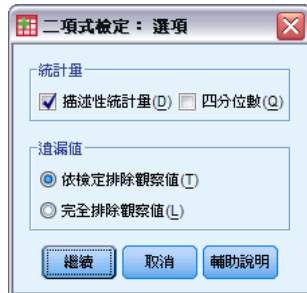 二項式檢定： 選項
統計量
描述性統計量(D) 四分位數(Q)
遺漏值
依檢定排除觀察值(T)
完全排除觀察值(L)
繼續 取消 輔助說明